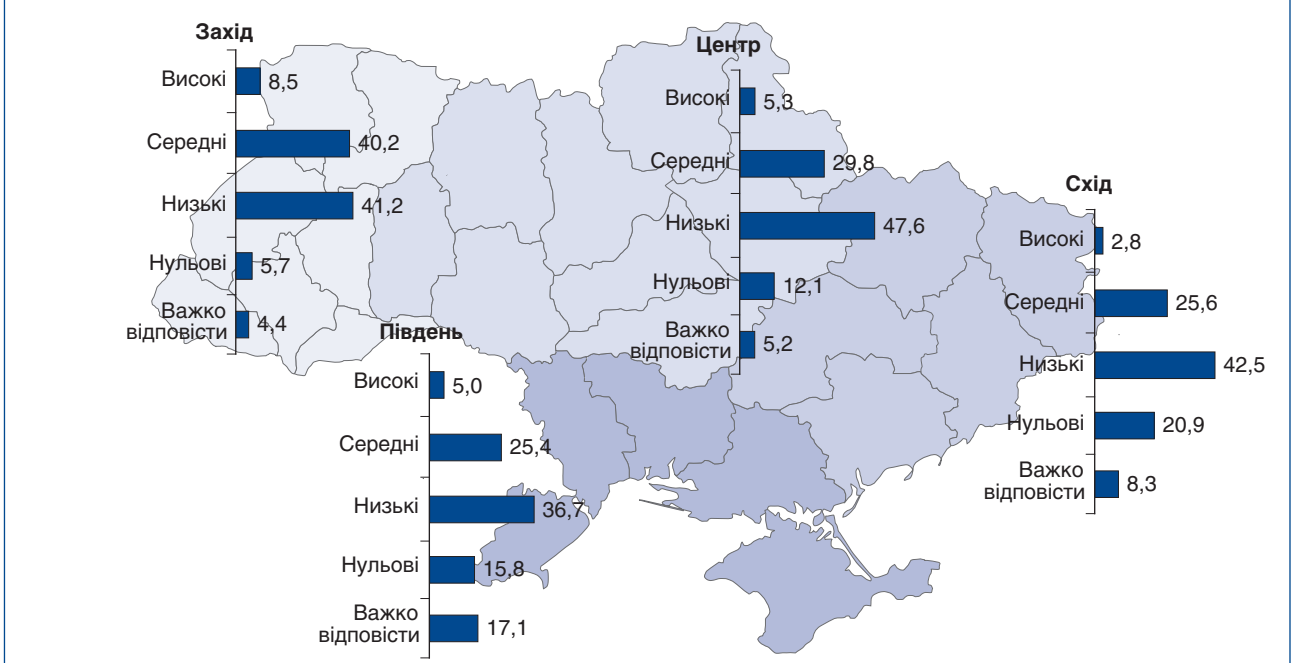 Захід
Високі 8,5
Середні 40,2
Низькі 41,2
Нульові 5,7
Важко
відповісти 4,4
Центр
Високі 5,3
Середні 29,8
Низькі 47,6
Нульові 12,1
Важко
відповісти 5,2
Схід
Високі 2,8
Середні 25,6
Низькі 42,5
Нульові 20,9
Важко
відповісти 8,3
Південь
Високі 5,0
Середні 25,4
Низькі 36,7
Нульові 15,8
Важко
відповісти 17,1